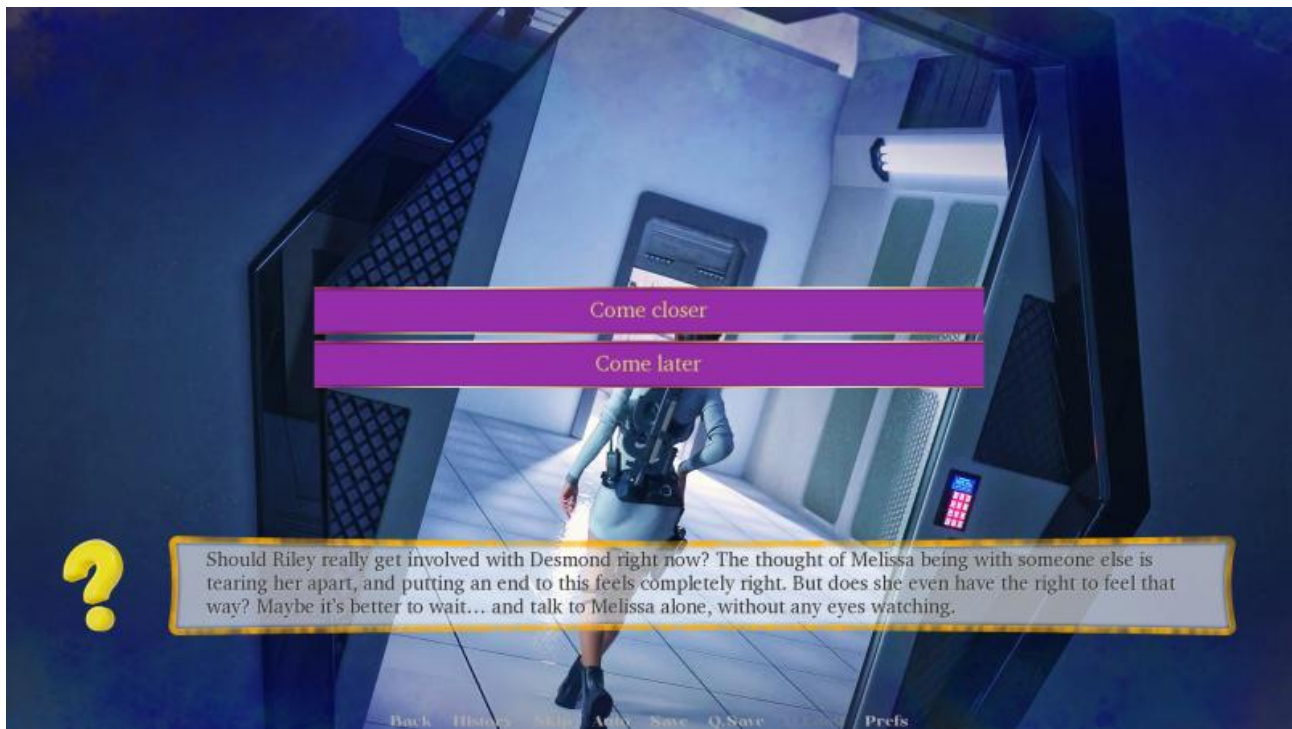 Come closer
Come later
Should Riley really get involved with Desmond right now? The thought of Melissa being with someone else is
tearing her apart, and putting an end to this feels completely right. But does she even have the right to feel that
way? Maybe it's better to wait... and talk to Melissa alone, without any eyes watching.
Back History Skip Auto Save Q.Save Prefs